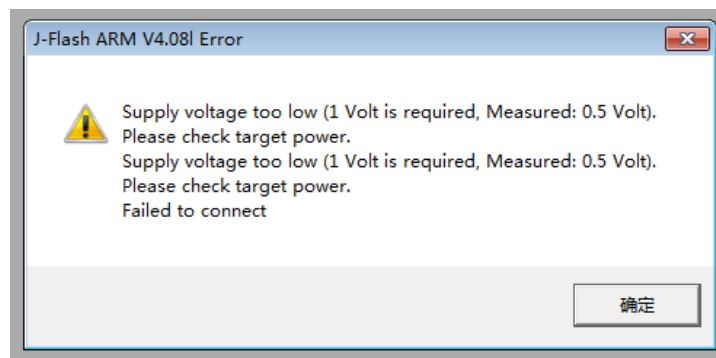 J-Flash ARM V4.08l Error
Supply voltage too low (1 Volt is required, Measured: 0.5 Volt).
Please check target power.
Supply voltage too low (1 Volt is required, Measured: 0.5 Volt).
Please check target power.
Failed to connect
确定